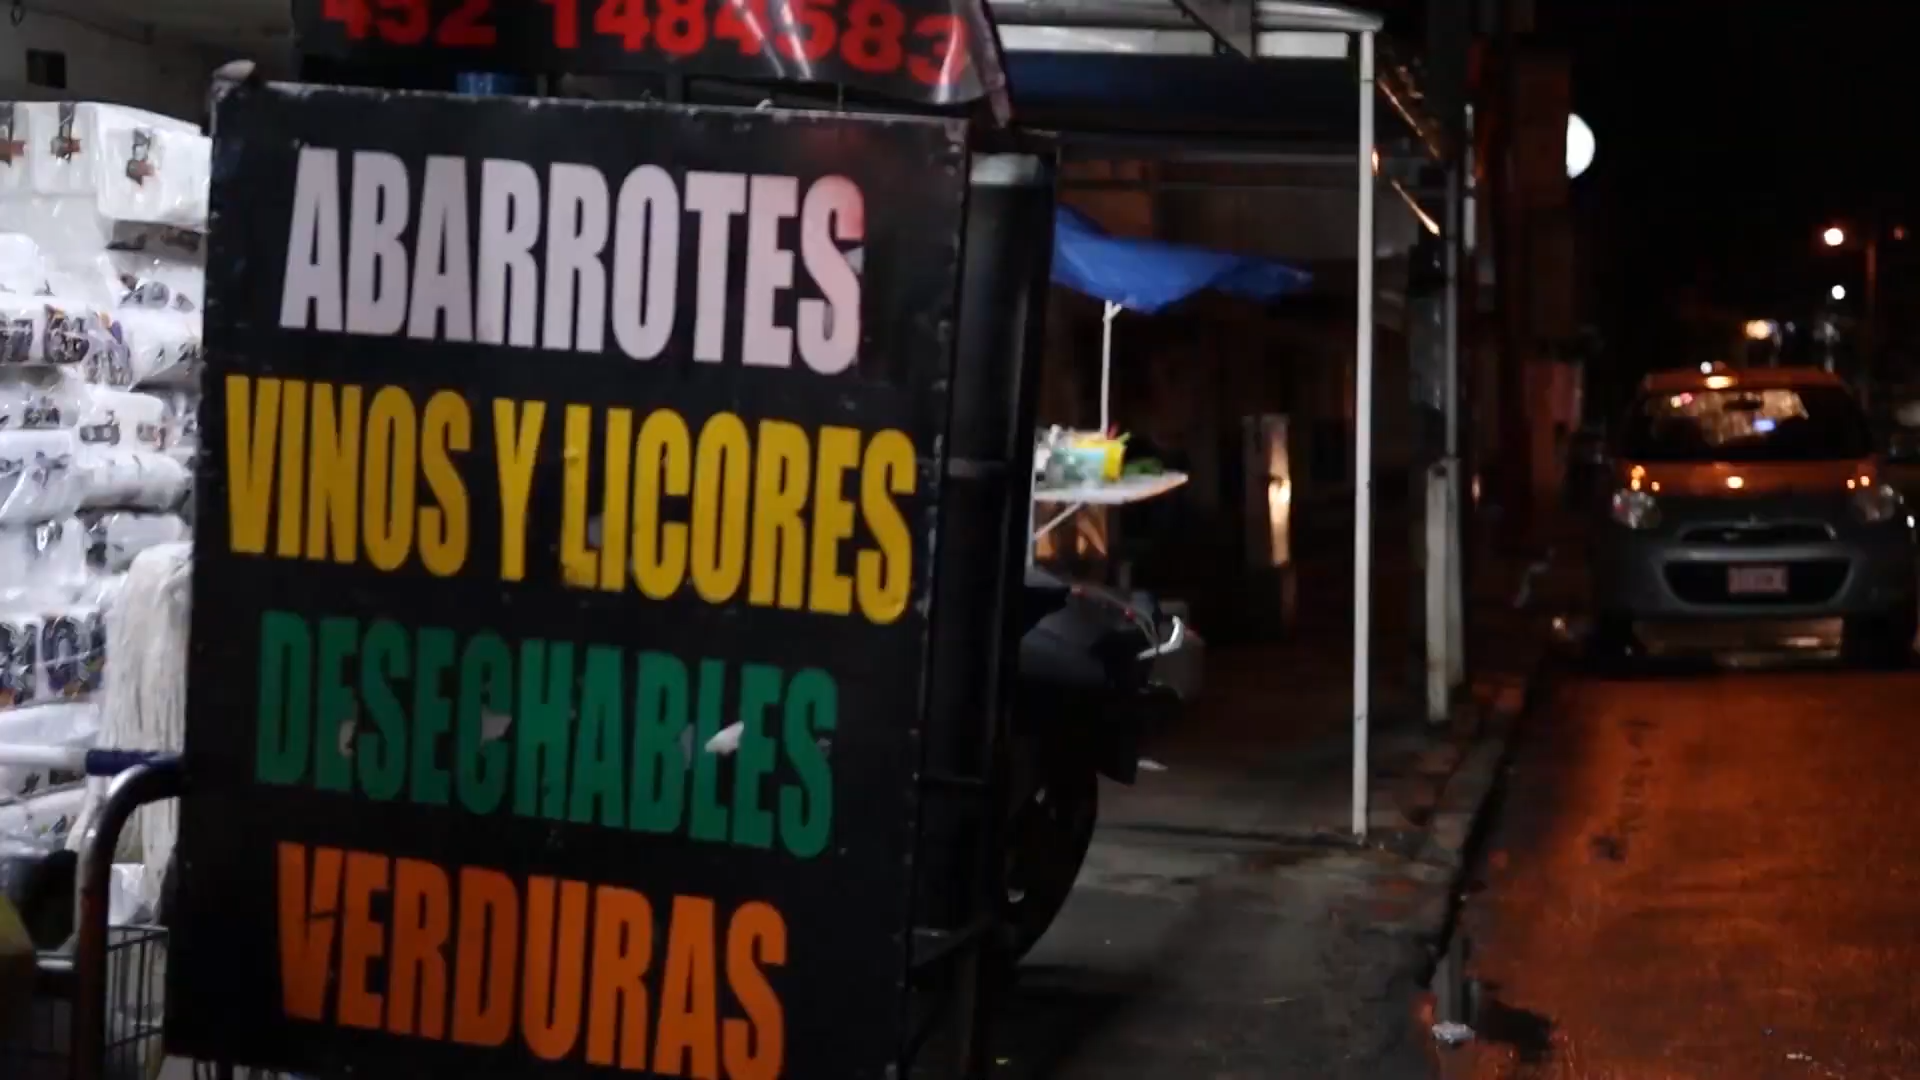 452 1484583
ABARROTES
VINOS Y LICORES
DESECHABLES
VERDURAS